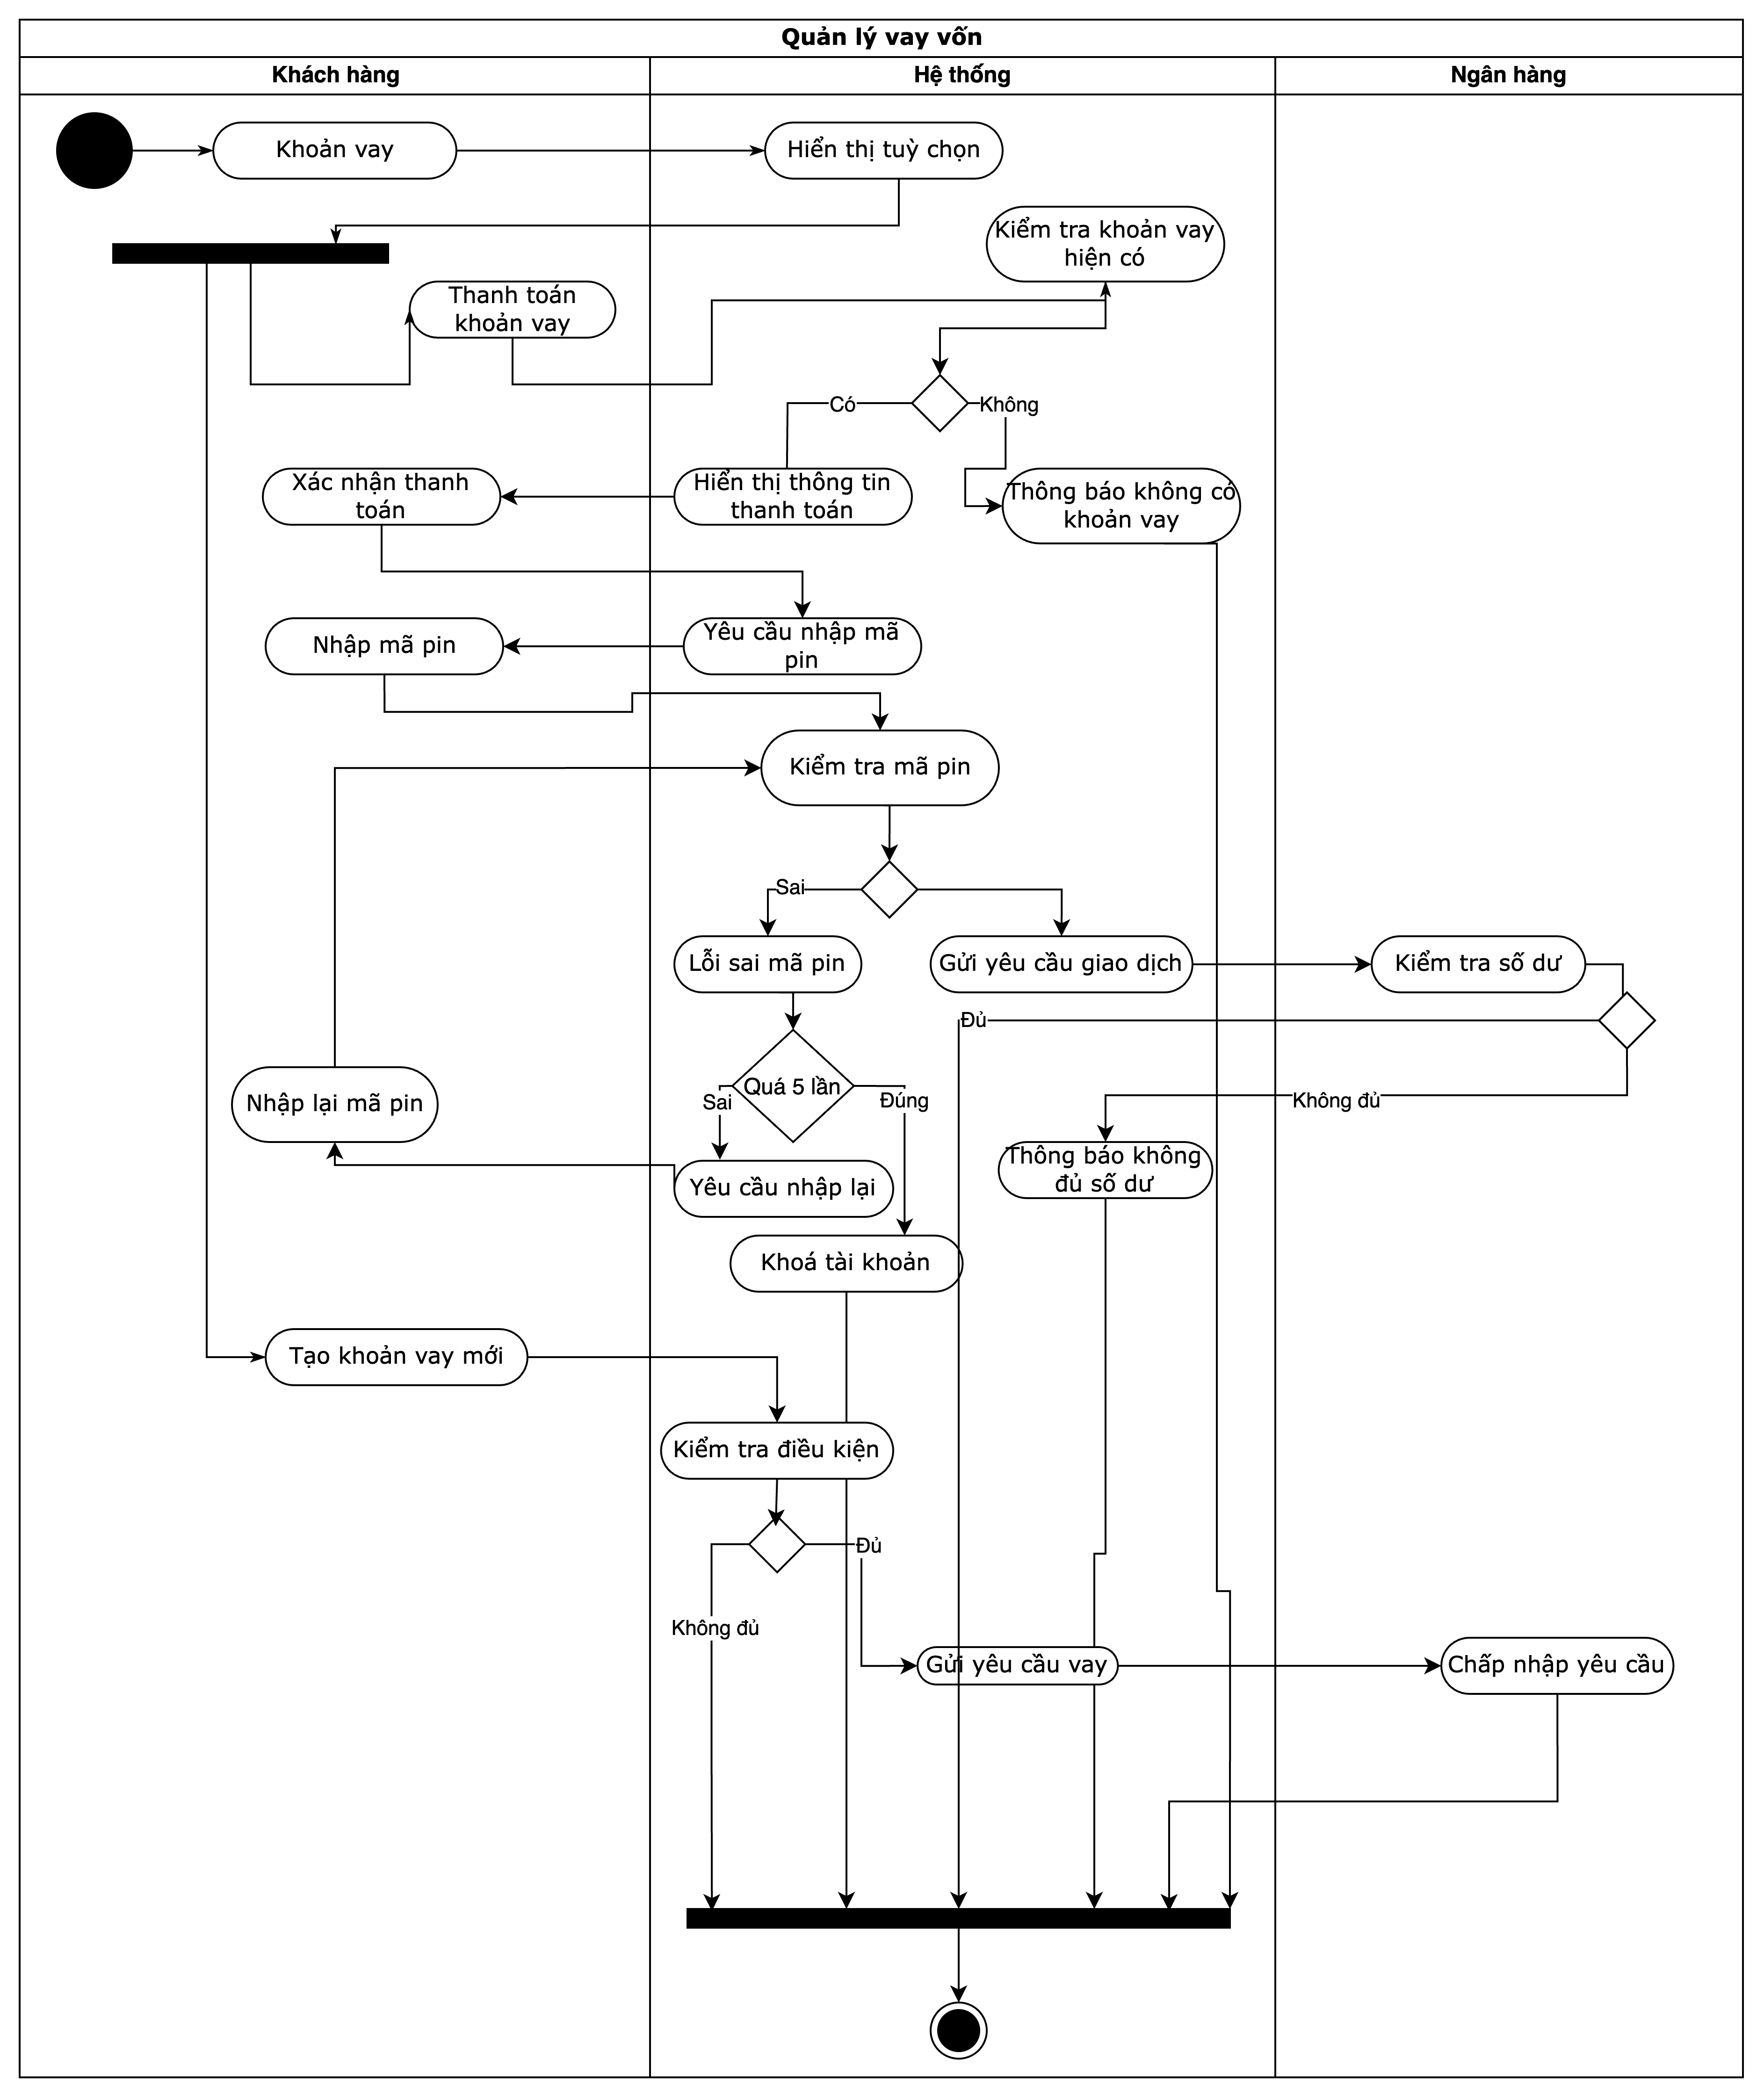 Quản lý vay vốn
Khách hàng
Hệ thống
Ngân hàng
Khoản vay
Hiển thị tuỳ chọn
Kiểm tra khoản vay
hiện có
Thanh toán
khoản vay
Có
Không
Xác nhận thanh
toán
Hiển thị thông tin
thanh toán
Thông báo không có
khoản vay
Nhập mã pin
Yêu cầu nhập mã
pin
Kiểm tra mã pin
Sai
Lỗi sai mã pin
Gửi yêu cầu giao dịch
Kiểm tra số dư
Đủ
Quá 5 lần
Sai
Đúng
Không đủ
Nhập lại mã pin
Thông báo không
đủ số dư
Yêu cầu nhập lại
Khoá tài khoản
Tạo khoản vay mới
Kiểm tra điều kiện
Đủ
Không đủ
Gửi yêu cầu vay
Chấp nhập yêu cầu